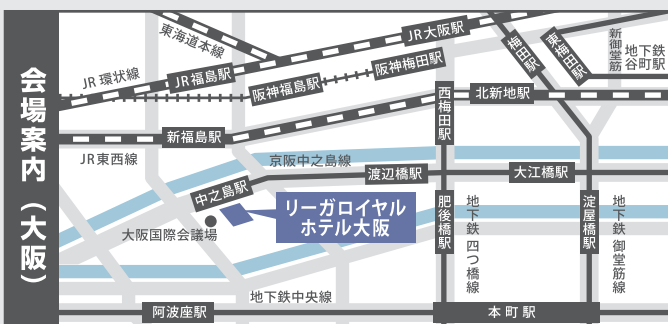 会場案内（大阪）
東海道本線
JR大阪駅
JR環状線
JR福島駅
阪神福島駅
阪神梅田駅
梅田駅
東梅田駅
新御堂筋
地下鉄
谷町駅
西梅田駅
北新地駅
新福島駅
JR東西線
京阪中之島線
渡辺橋駅
大江橋駅
中之島駅
リーガロイヤル
ホテル大阪
大阪国際会議場
肥後橋駅
地下鉄 四つ橋線
淀屋橋駅
地下鉄 御堂筋線
地下鉄中央線
阿波座駅
本町駅